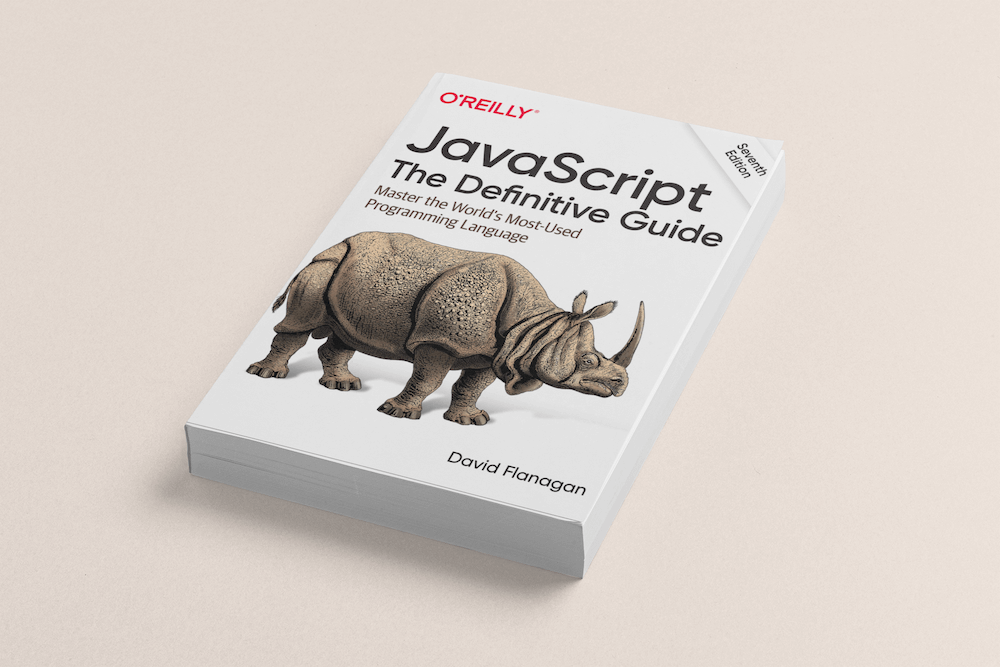 O'REILLY®
Seventh
Edition
JavaScript
The Definitive Guide
Master the World's Most-Used
Programming Language
David Flanagan